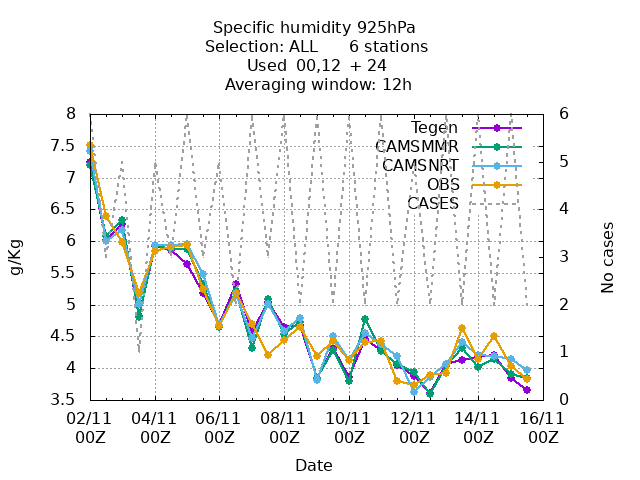 Specific humidity 925hPa
Selection: ALL 6 stations
Used 00,12 + 24
Averaging window: 12h
8 6
Tegen
CAMSMMR
7.5
CAMSNRT
7 5
OBS
CASES
6.5 4
6
5.5 3
5 2
4.5
4 1
3.5 0
g/Kg
No cases
02/11 04/11 06/11 08/11 10/11 12/11 14/11 16/11
00Z 00Z 00Z 00Z 00Z 00Z 00Z 00Z
Date